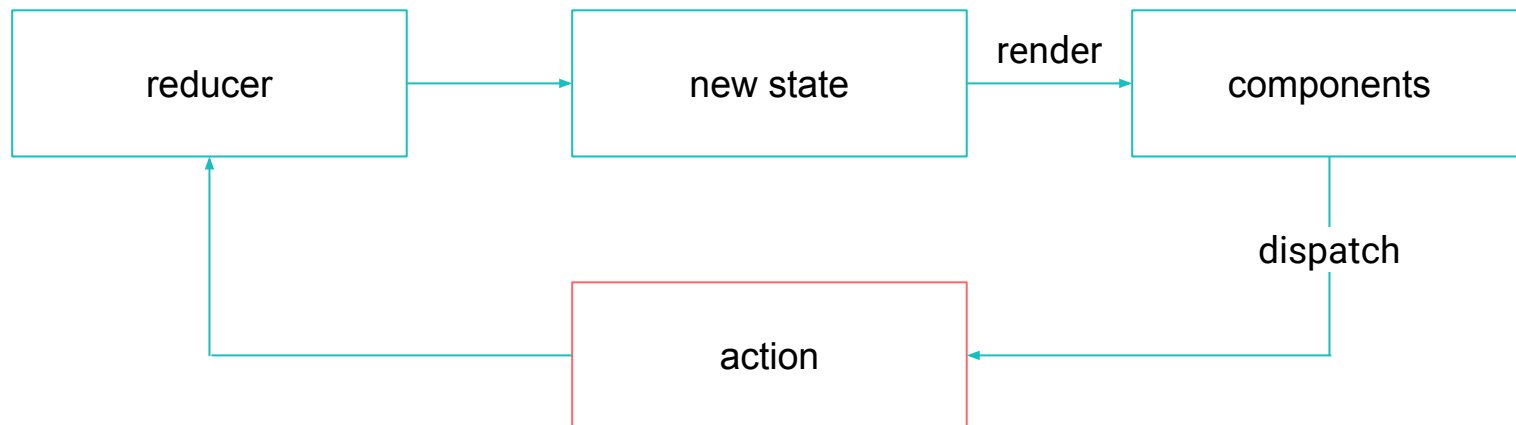 render
reducer
new state
components
dispatch
action